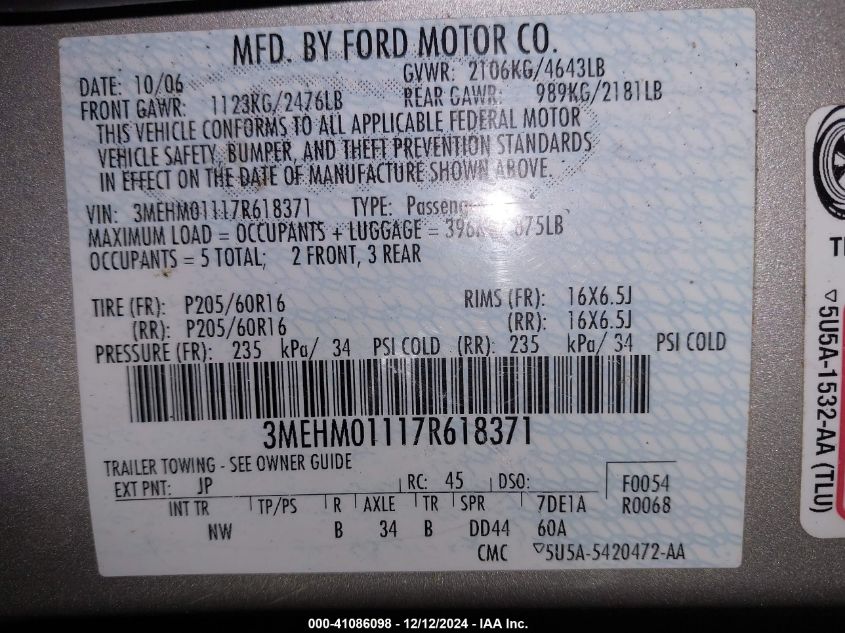 MFD. BY FORD MOTOR CO.
DATE: 10/06 GVWR: 2106KG/4643LB
FRONT GAWR: 1123KG/2476LB REAR GAWR: 989KG/2181LB
THIS VEHICLE CONFORMS TO ALL APPLICABLE FEDERAL MOTOR
VEHICLE SAFETY, BUMPER, AND THEFT PREVENTION STANDARDS
IN EFFECT ON THE DATE OF MANUFACTURE SHOWN ABOVE.
VIN: 3MEHM01117R618371 TYPE:
MAXIMUM LOAD = OCCUPANTS + LUGGAGE =
OCCUPANTS = 5 TOTAL; 2 FRONT, 3 REAR
TIRE (FR): P205/60R16 RIMS (FR): 16X6.5J
(RR): P205/60R16 (RR): 16X6.5J
PRESSURE (FR): 235 kPa/ 34 PSI COLD (RR): 235 kPa/ 34 PSI COLD
3MEHM01117R618371
TRAILER TOWING - SEE OWNER GUIDE
EXT PNT: JP RC: 45 DSO: F0054
INT TR TP/PS R AXLE TR SPR 7DE1A R0068
NW B 34 B DD44 60A
CMC ▽5U5A-5420472-AA
▽5U5A-1532-AA (TLU)
000-41086098 - 12/12/2024 - IAA Inc.